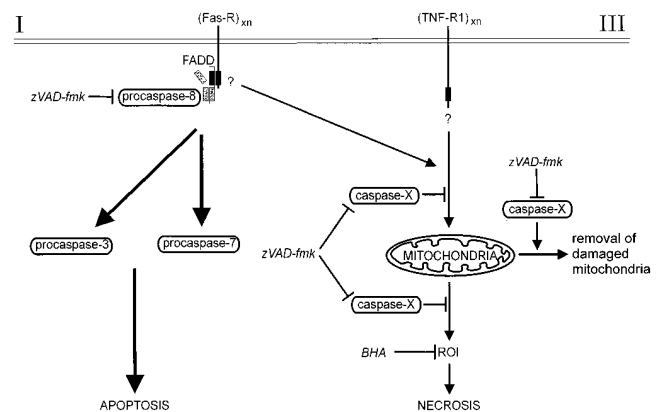 I
(Fas-R)xn
(TNF-R1)xn
III
FADD
?
zVAD-fmk
procaspase-8
?
zVAD-fmk
caspase-X
caspase-X
procaspase-3
procaspase-7
zVAD-fmk
MITOCHONDRIA
removal of
damaged
mitochondria
caspase-X
BHA
ROI
APOPTOSIS
NECROSIS